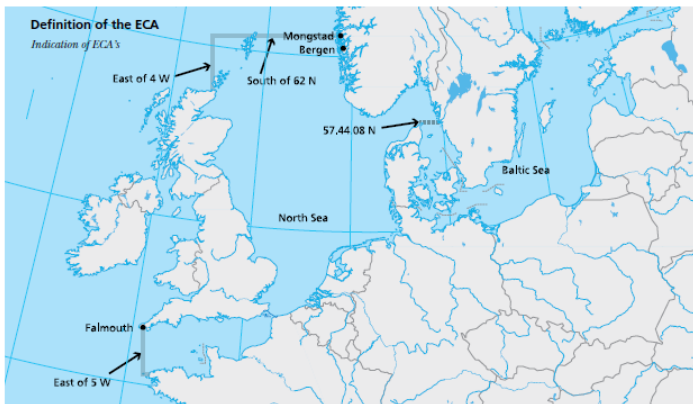 Definition of the ECA
Indication of ECA's
Mongstad
Bergen
East of 4 W
South of 62 N
57.44.08 N
Baltic Sea
North Sea
Falmouth
East of 5 W